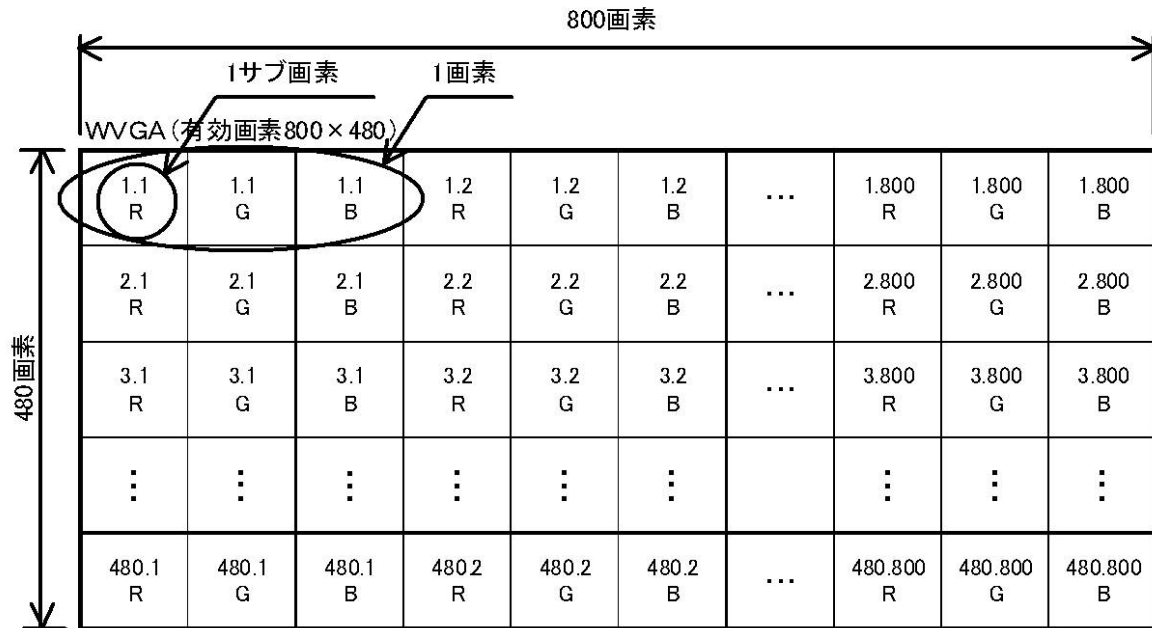 800画素
1サブ画素
1画素
WVGA(有効画素800×480)
480画素
1.1 1.1 1.1 1.2 1.2 1.2 ... 1.800 1.800 1.800
R G B R G B R G B
2.1 2.1 2.1 2.2 2.2 2.2 ... 2.800 2.800 2.800
R G B R G B R G B
3.1 3.1 3.1 3.2 3.2 3.2 ... 3.800 3.800 3.800
R G B R G B R G B
⋮ ⋮ ⋮ ⋮ ⋮ ⋮ ⋮ ⋮ ⋮
480.1 480.1 480.1 480.2 480.2 480.2 ... 480.800 480.800 480.800
R G B R G B R G B